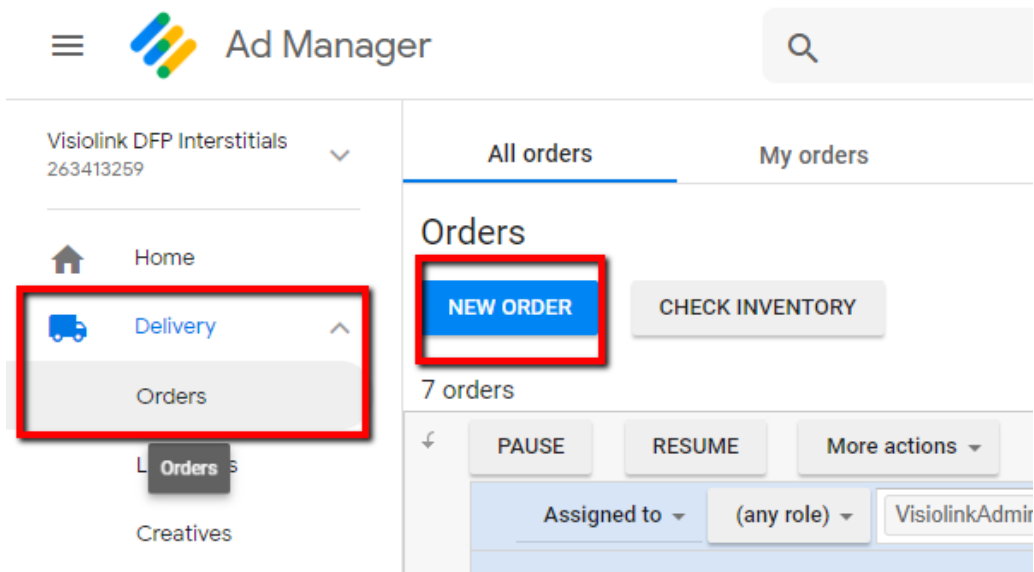 Ad Manager
Visiolink DFP Interstitials
263413259
Home
Delivery
Orders
Orders
Creatives
All orders
My orders
Orders
NEW ORDER
CHECK INVENTORY
7 orders
PAUSE
RESUME
More actions
Assigned to
(any role)
VisiolinkAdmin